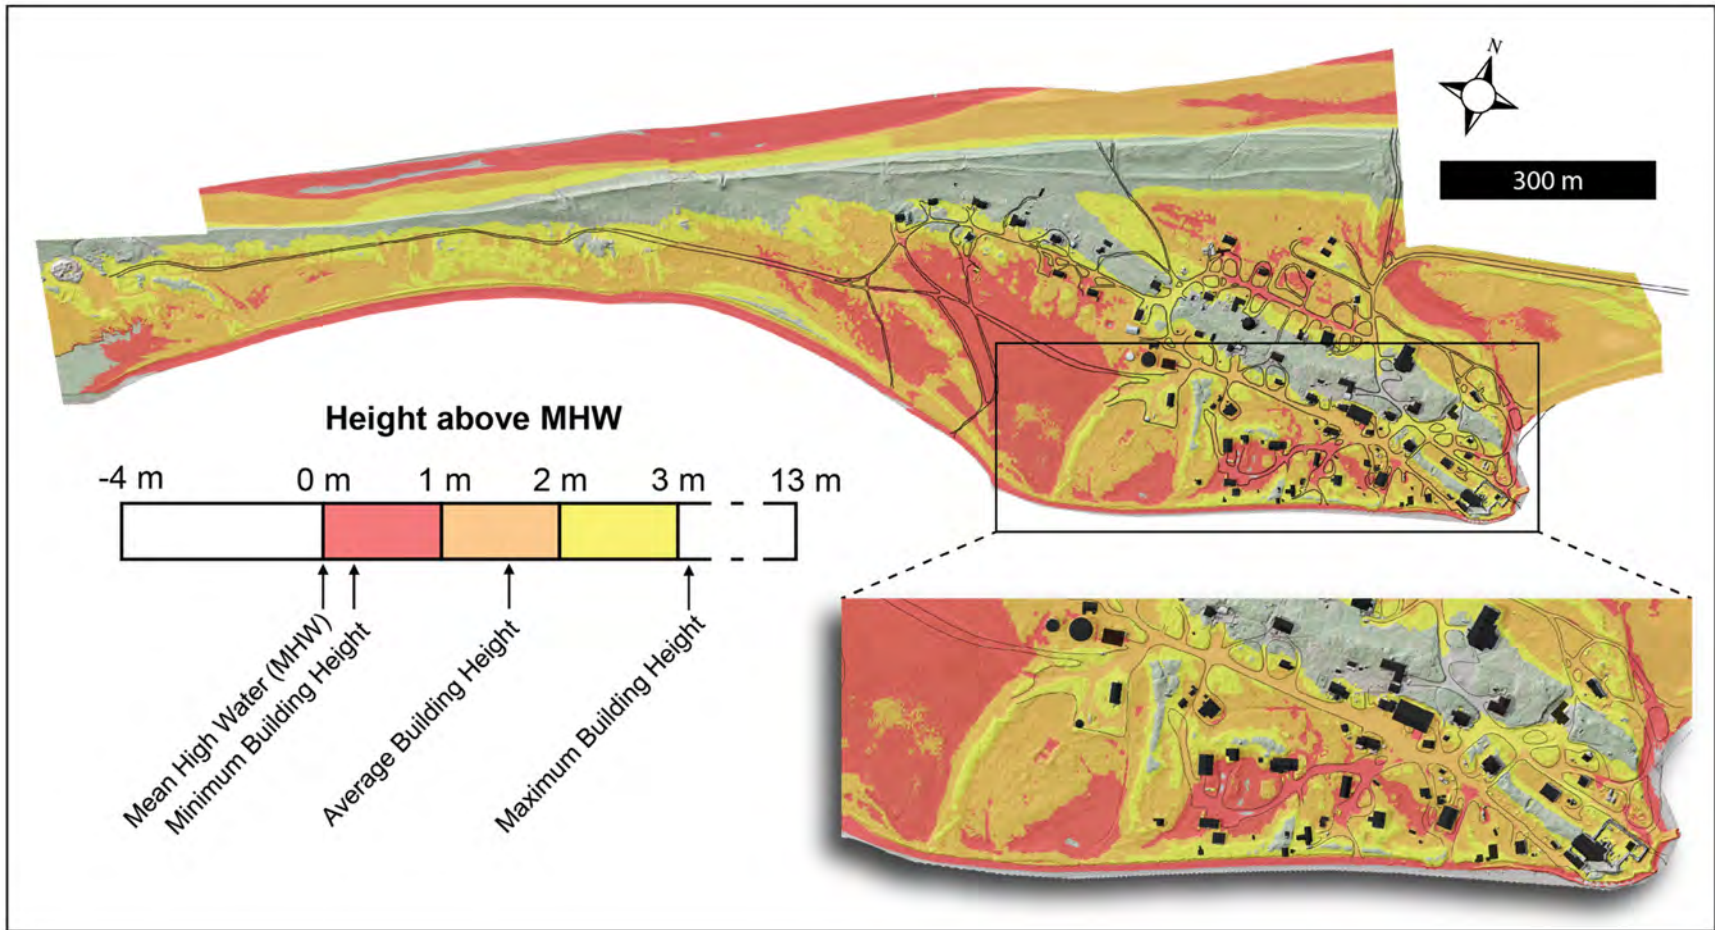 N
300 m
Height above MHW
-4 m 0 m 1 m 2 m 3 m 13 m
Mean High Water (MHW)
Minimum Building Height
Average Building Height
Maximum Building Height